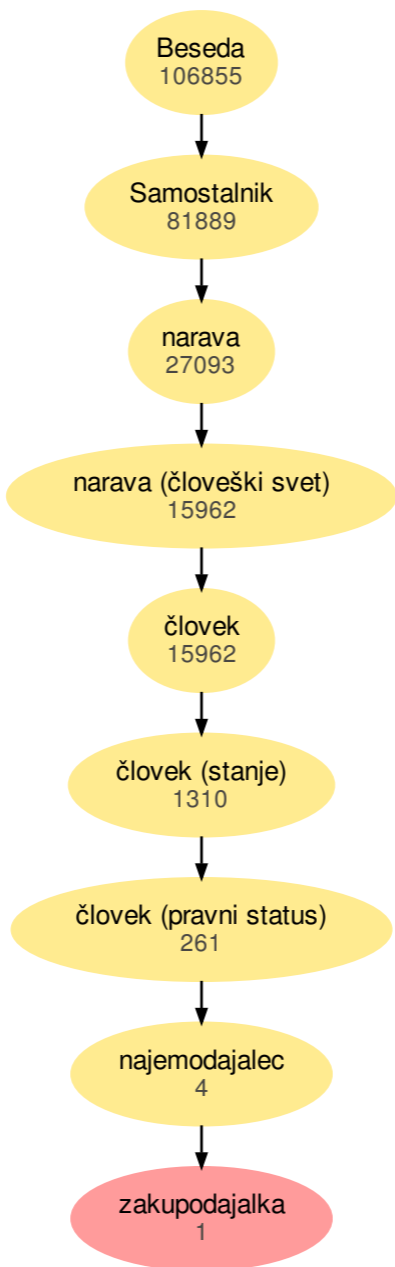 Beseda
106855
Samostalnik
81889
narava
27093
narava (človeški svet)
15962
človek
15962
človek (stanje)
1310
človek (pravni status)
261
najemodajalec
4
zakupodajalka
1